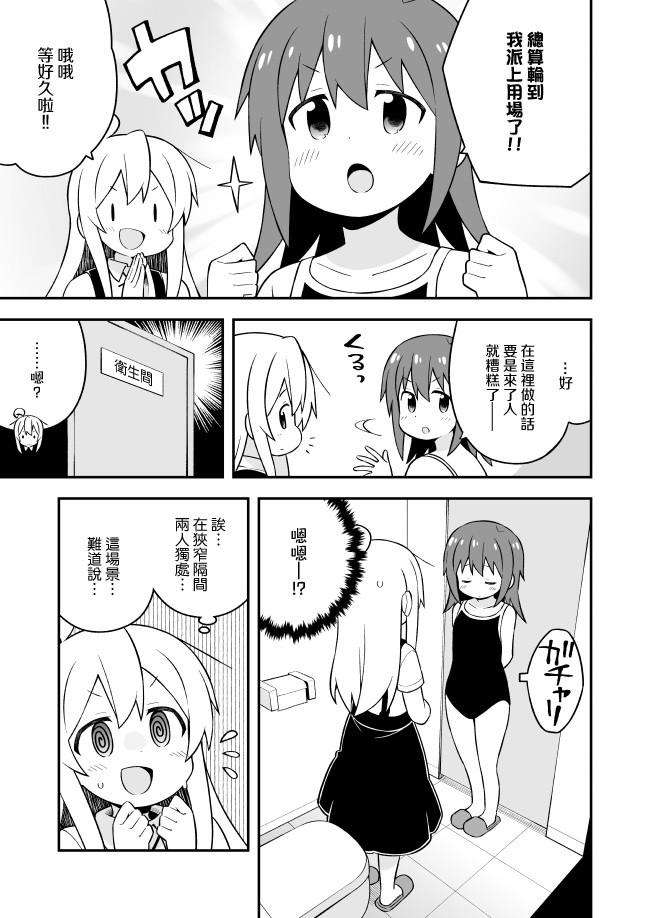 總算輪到
我派上用場了!!
カッ
哦哦
等好久啦!!
…好
在這裡做的話
要是來了人
就糟糕了——
くるっ
衛生間
……嗯？
嗯嗯—!?
ガチャリ
誒…
在狹窄隔間
兩人獨處…
這場景…
難道說…